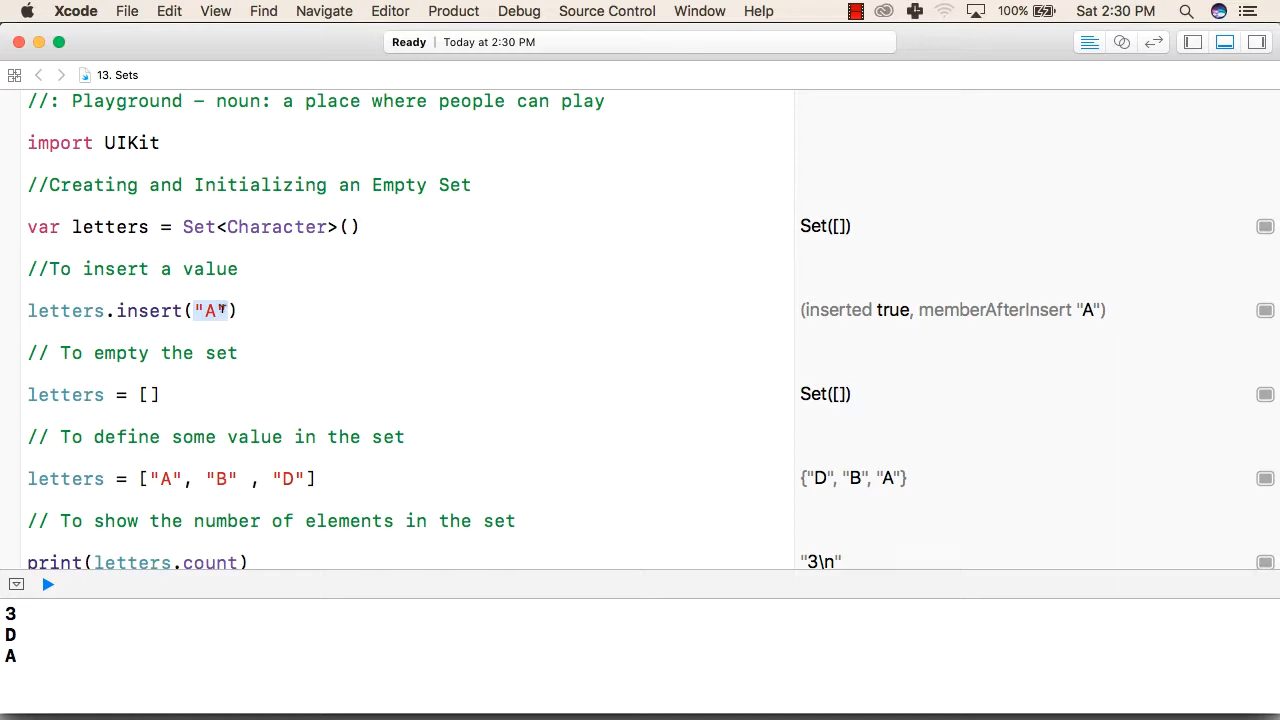 Xcode File Edit View Find Navigate Editor Product Debug Source Control Window Help 100% Sat 2:30 PM
Ready | Today at 2:30 PM
13. Sets
//: Playground – noun: a place where people can play
import UIKit
//Creating and Initializing an Empty Set
var letters = Set<Character>() Set([])
//To insert a value
letters.insert("A") (inserted true, memberAfterInsert "A")
// To empty the set
letters = [] Set([])
// To define some value in the set
letters = ["A", "B" , "D"] {"D", "B", "A"}
// To show the number of elements in the set
print(letters.count) "3\n"
3
D
A